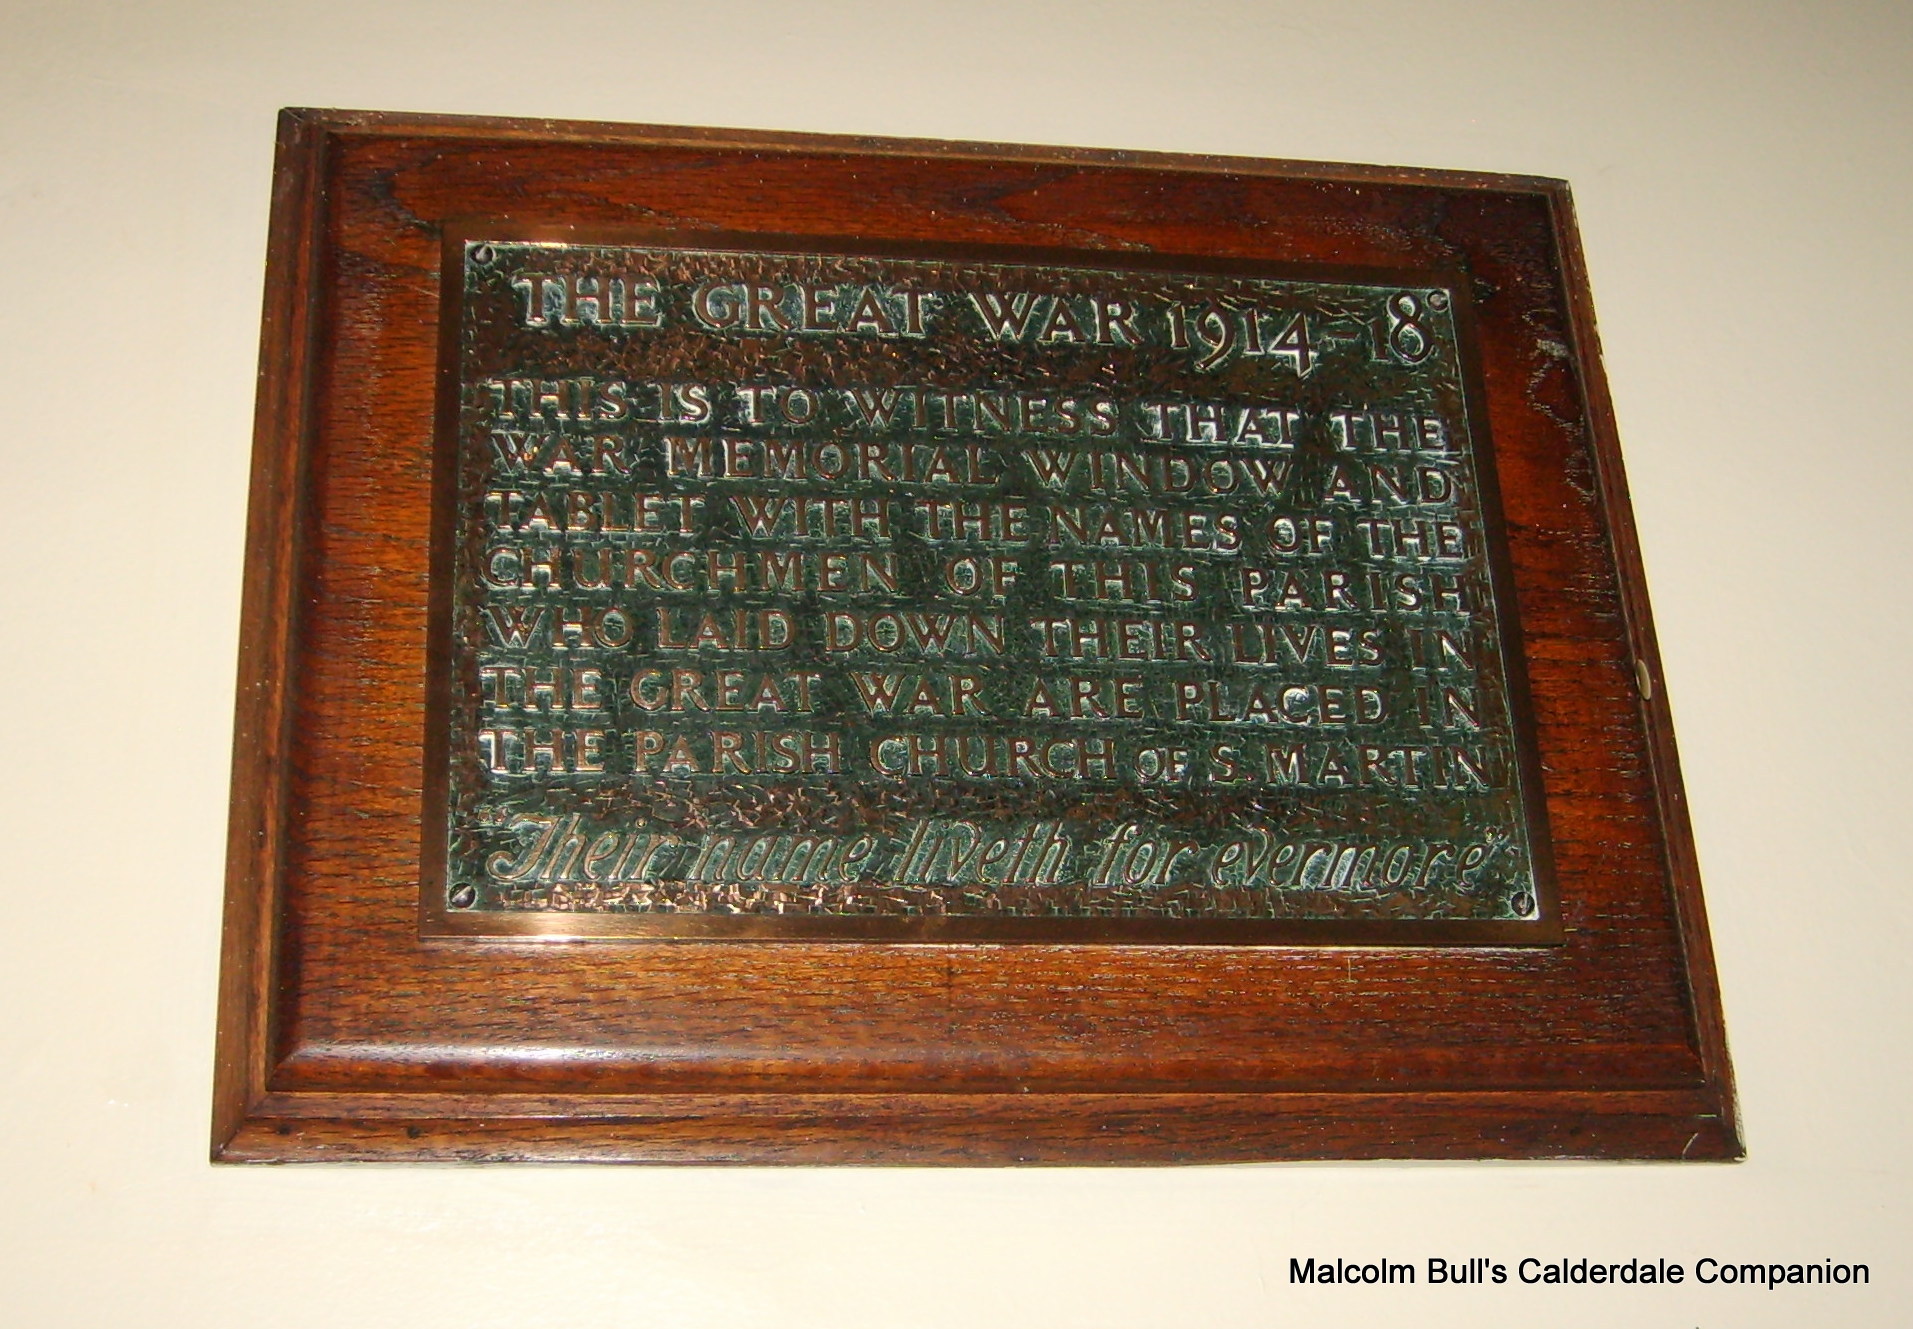 THE GREAT WAR 1914-18
THIS IS TO WITNESS THAT THE
WAR MEMORIAL WINDOW AND
TABLET WITH THE NAMES OF THE
CHURCHMEN OF THIS PARISH
WHO LAID DOWN THEIR LIVES IN
THE GREAT WAR ARE PLACED IN
THE PARISH CHURCH OF S. MARTIN
"Their name liveth for evermore"
Malcolm Bull's Calderdale Companion